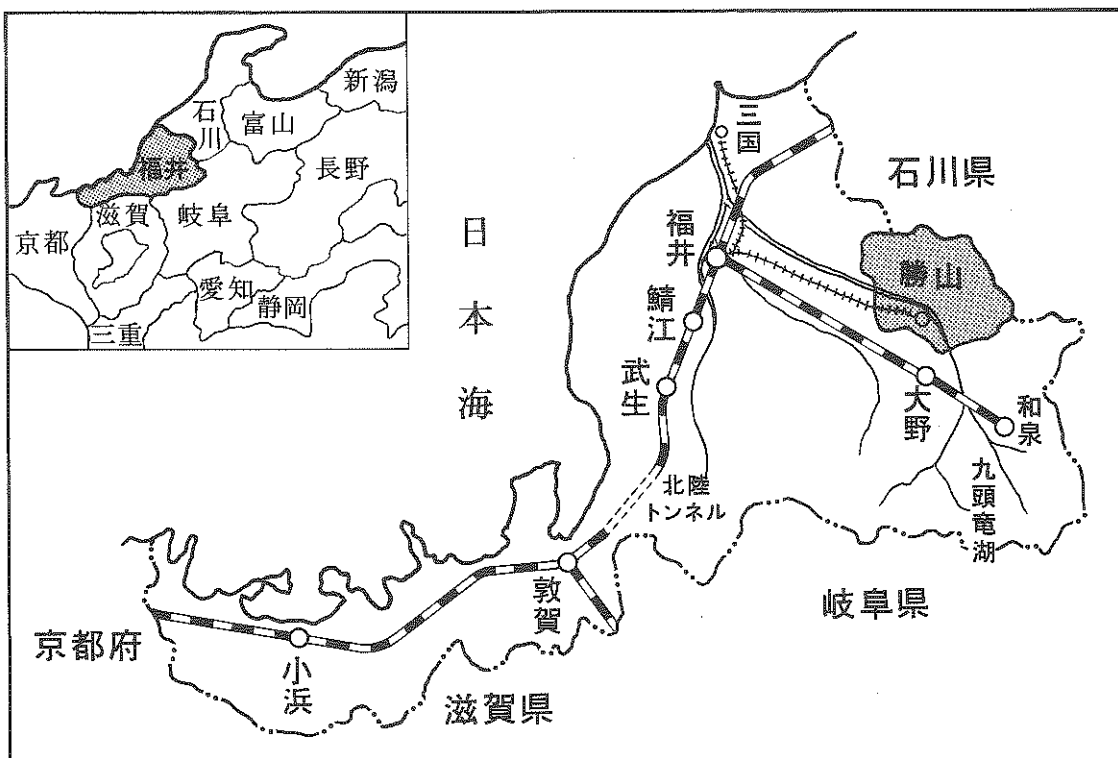 新潟
石川
富山
福井
長野
滋賀
岐阜
京都
愛知
静岡
三重
日本海
三国
石川県
福井
勝山
鯖江
武生
大野
和泉
北陸
トンネル
九頭竜湖
敦賀
岐阜県
京都府
小浜
滋賀県